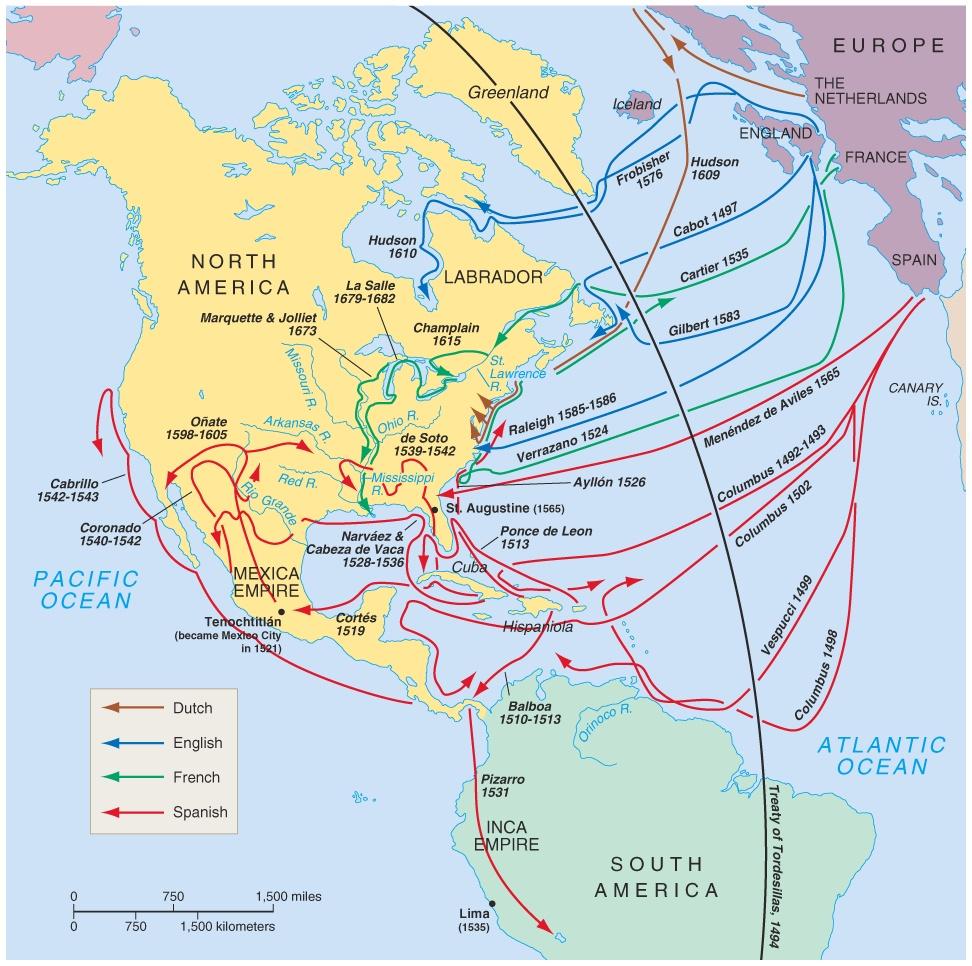 EUROPE
Greenland
Iceland
THE
NETHERLANDS
ENGLAND
FRANCE
Frobisher
1576
Hudson
1609
Cabot 1497
Hudson
1610
NORTH
AMERICA
LABRADOR
Cartier 1535
SPAIN
La Salle
1679-1682
Marquette & Jolliet
1673
Champlain
1615
Gilbert 1583
St.
Lawrence
R.
Missouri R.
CANARY
IS.
Menéndez de Aviles 1565
Raleigh 1585-1586
Oñate
1598-1605
Arkansas R.
Ohio R.
de Soto
1539-1542
Verrazano 1524
Cabrillo
1542-1543
Red R.
Mississippi
R.
Ayllón 1526
Columbus 1492-1493
Columbus 1502
Rio Grande
St. Augustine (1565)
Coronado
1540-1542
Narváez &
Cabeza de Vaca
1528-1536
Ponce de Leon
1513
Cuba
PACIFIC
OCEAN
MEXICA
EMPIRE
Tenochtitlán
(became Mexico City
in 1521)
Cortés
1519
Hispaniola
Vespucci 1499
Columbus 1498
Balboa
1510-1513
Orinoco R.
ATLANTIC
OCEAN
Dutch
English
French
Spanish
Pizarro
1531
INCA
EMPIRE
SOUTH
AMERICA
Treaty of Tordesillas, 1494
Lima
(1535)
0 750 1,500 miles
0 750 1,500 kilometers